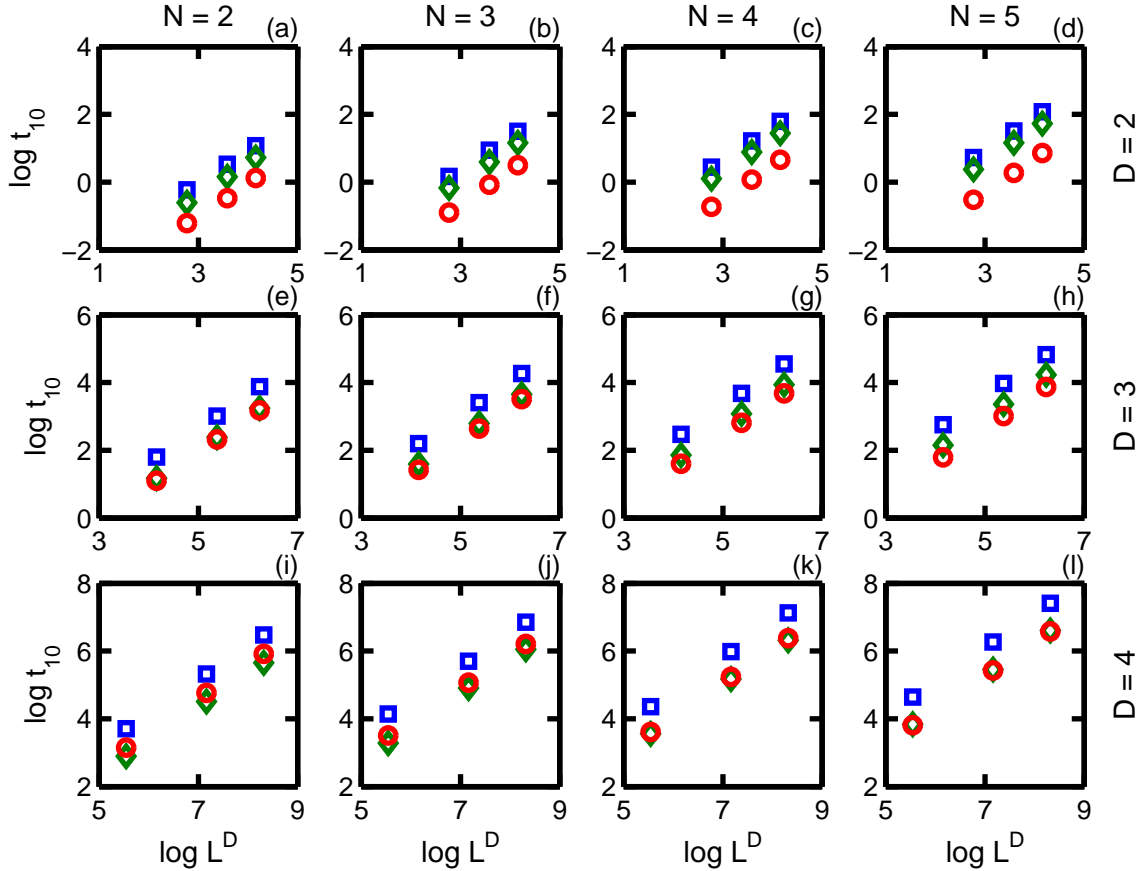 N = 2 N = 3 N = 4 N = 5
(a) (b) (c) (d)
4 4 4 4
2 2 2 2
0 0 0 0
−2 −2 −2 −2
1 3 5 1 3 5 1 3 5 1 3 5
log t10
D = 2
(e) (f) (g) (h)
6 6 6 6
4 4 4 4
2 2 2 2
0 0 0 0
3 5 7 3 5 7 3 5 7 3 5 7
log t10
D = 3
(i) (j) (k) (l)
8 8 8 8
6 6 6 6
4 4 4 4
2 2 2 2
5 7 9 5 7 9 5 7 9 5 7 9
log t10
D = 4
log L^D log L^D log L^D log L^D